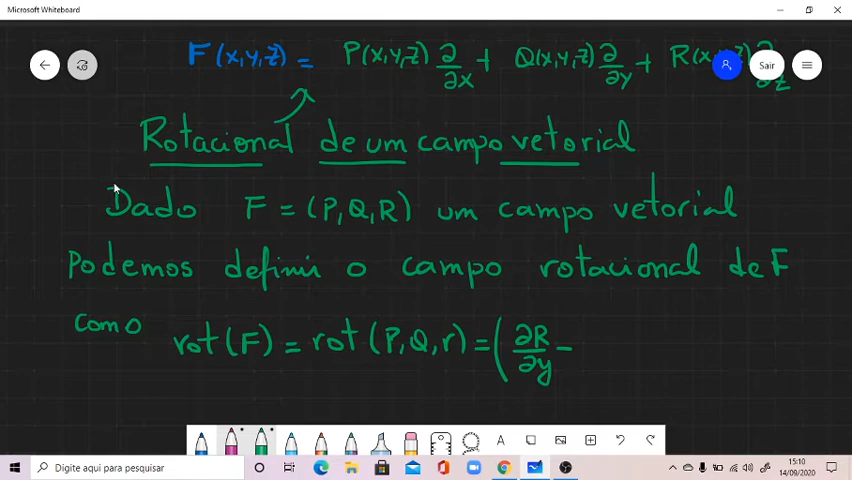 Microsoft Whiteboard
F(x,y,z) = P(x,y,z) ∂/∂x + Q(x,y,z) ∂/∂y + R(x,y,z) ∂/∂z
Sair
Rotacional de um campo vetorial
Dado F = (P,Q,R) um campo vetorial
Podemos definir o campo rotacional de F
como rot(F) = rot(P,Q,r) = (∂R/∂y -
A
Digite aqui para pesquisar
15:10
14/09/2020